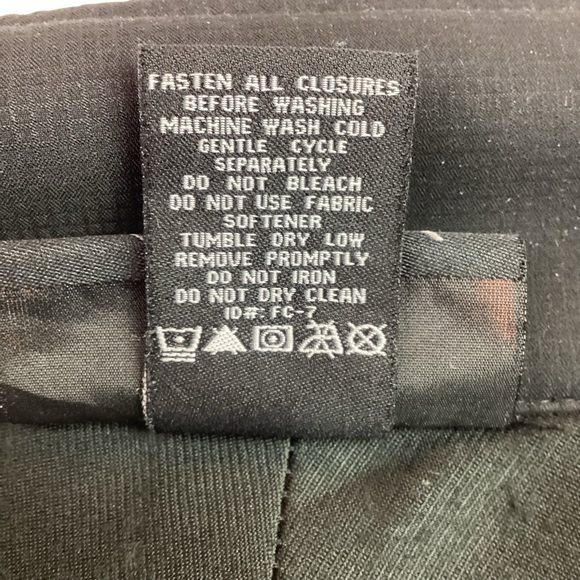 FASTEN ALL CLOSURES
BEFORE WASHING
MACHINE WASH COLD
GENTLE CYCLE
SEPARATELY
DO NOT BLEACH
DO NOT USE FABRIC
SOFTENER
TUMBLE DRY LOW
REMOVE PROMPTLY
DO NOT IRON
DO NOT DRY CLEAN
ID#: FC-7